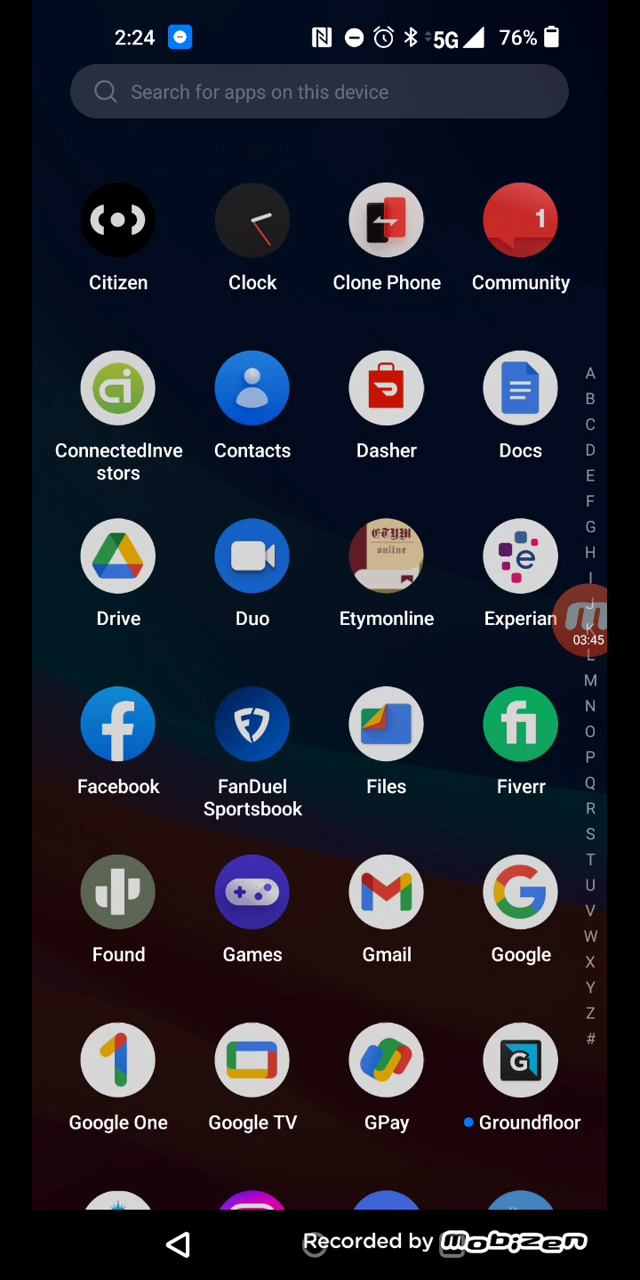 2:24 5G 76%
Search for apps on this device
1
Citizen Clock Clone Phone Community
ConnectedInve
stors
Contacts Dasher Docs
ETYM
online
e
Drive Duo Etymonline Experian
Facebook FanDuel
Sportsbook
Files Fiverr
Found Games Gmail Google
G
Google One Google TV GPay Groundfloor
A
B
C
D
E
F
G
H
I
J
K
03:45
L
M
N
O
P
Q
R
S
T
U
V
W
X
Y
Z
#
Recorded by Mobizen